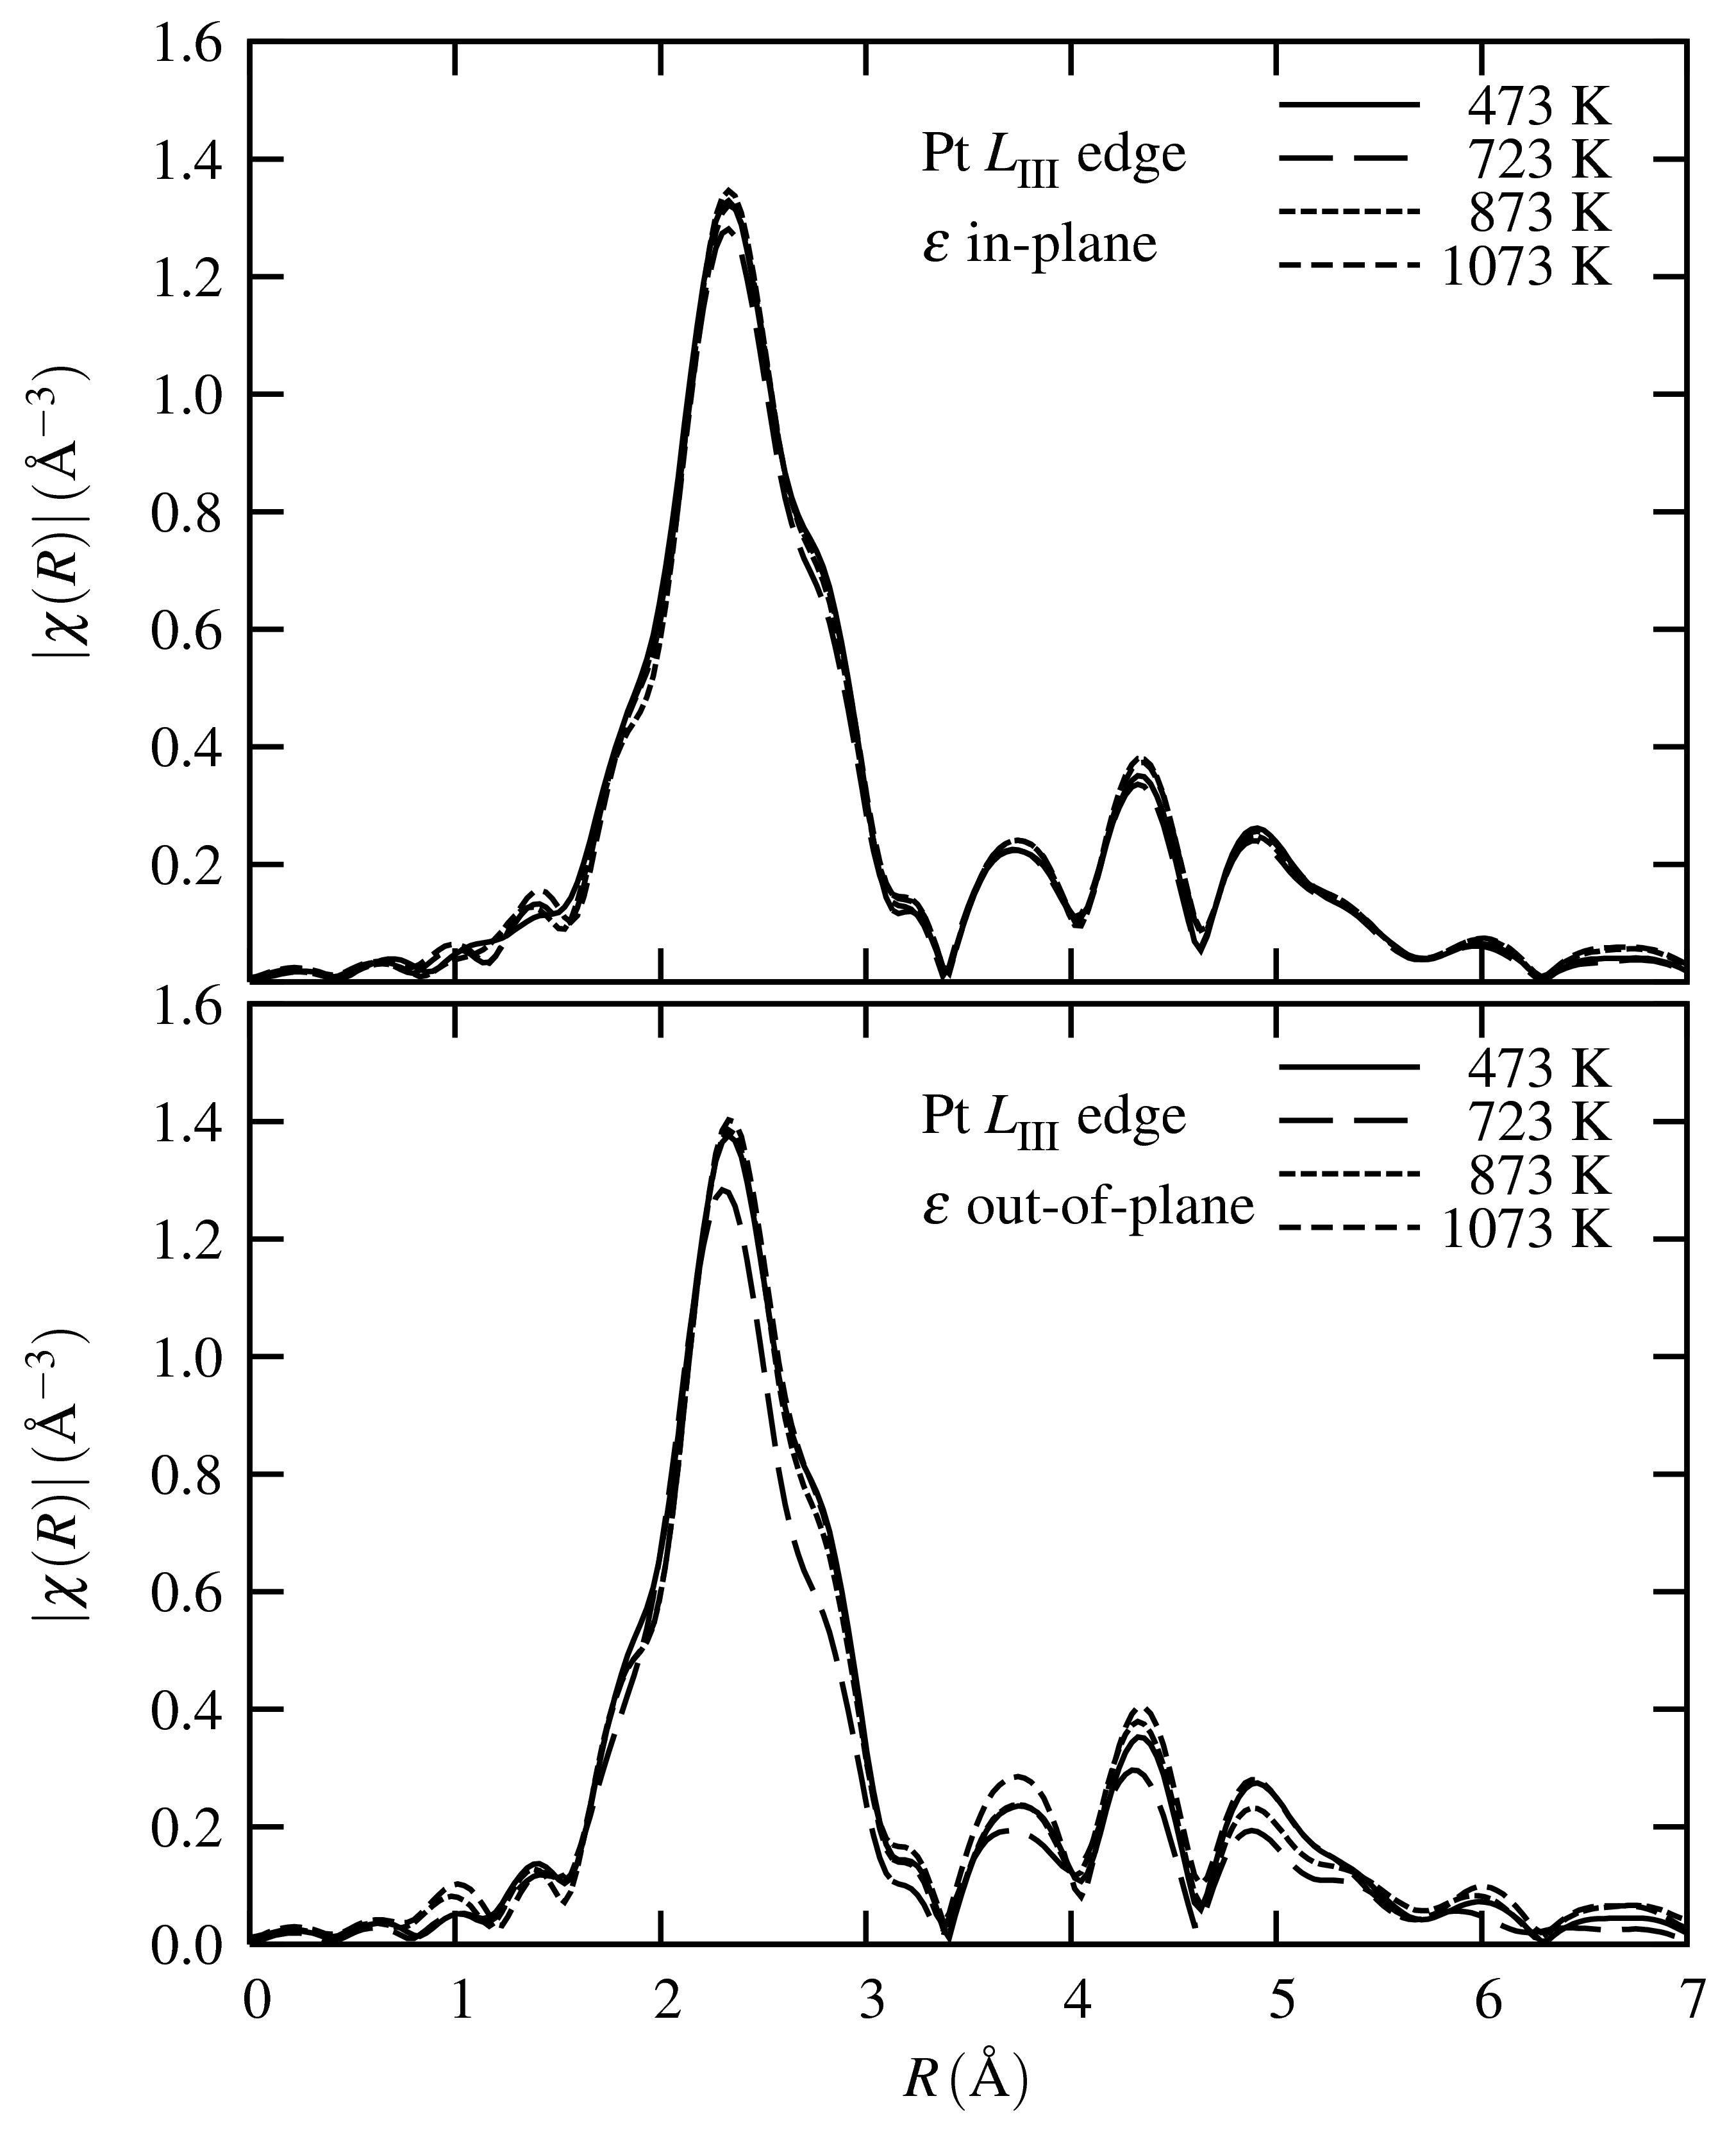 1.6
1.4
1.2
1.0
0.8
0.6
0.4
0.2
|χ(R)| (Å⁻³)
Pt L_III edge
ε in-plane
473 K
723 K
873 K
1073 K
1.6
1.4
1.2
1.0
0.8
0.6
0.4
0.2
0.0
|χ(R)| (Å⁻³)
Pt L_III edge
ε out-of-plane
473 K
723 K
873 K
1073 K
0 1 2 3 4 5 6 7
R (Å)